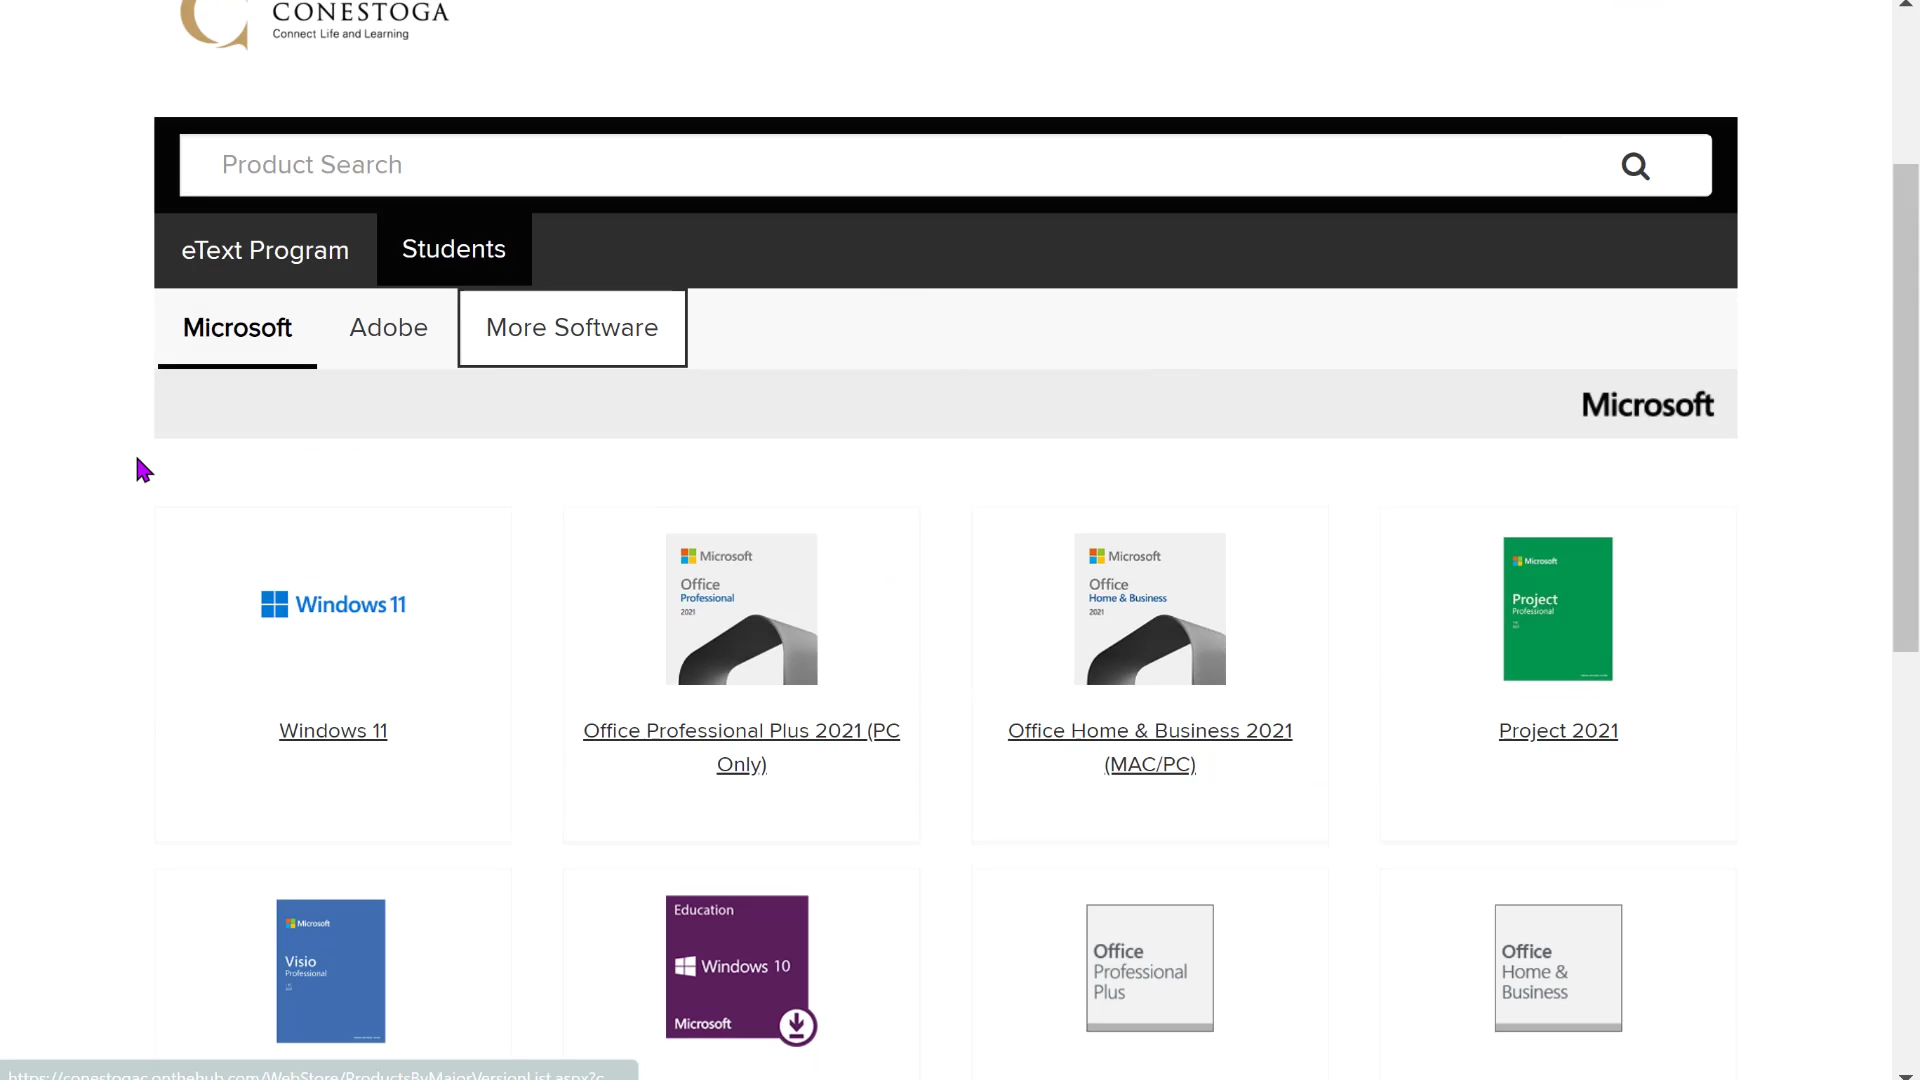 CONESTOGA
Connect Life and Learning
Product Search
eText Program
Students
Microsoft
Adobe
More Software
Microsoft
Windows 11
Microsoft
Office
Professional
2021
Microsoft
Office
Home & Business
2021
Microsoft
Project
Professional
Windows 11
Office Professional Plus 2021 (PC
Only)
Office Home & Business 2021
(MAC/PC)
Project 2021
Microsoft
Visio
Professional
Education
Windows 10
Microsoft
Office
Professional
Plus
Office
Home &
Business